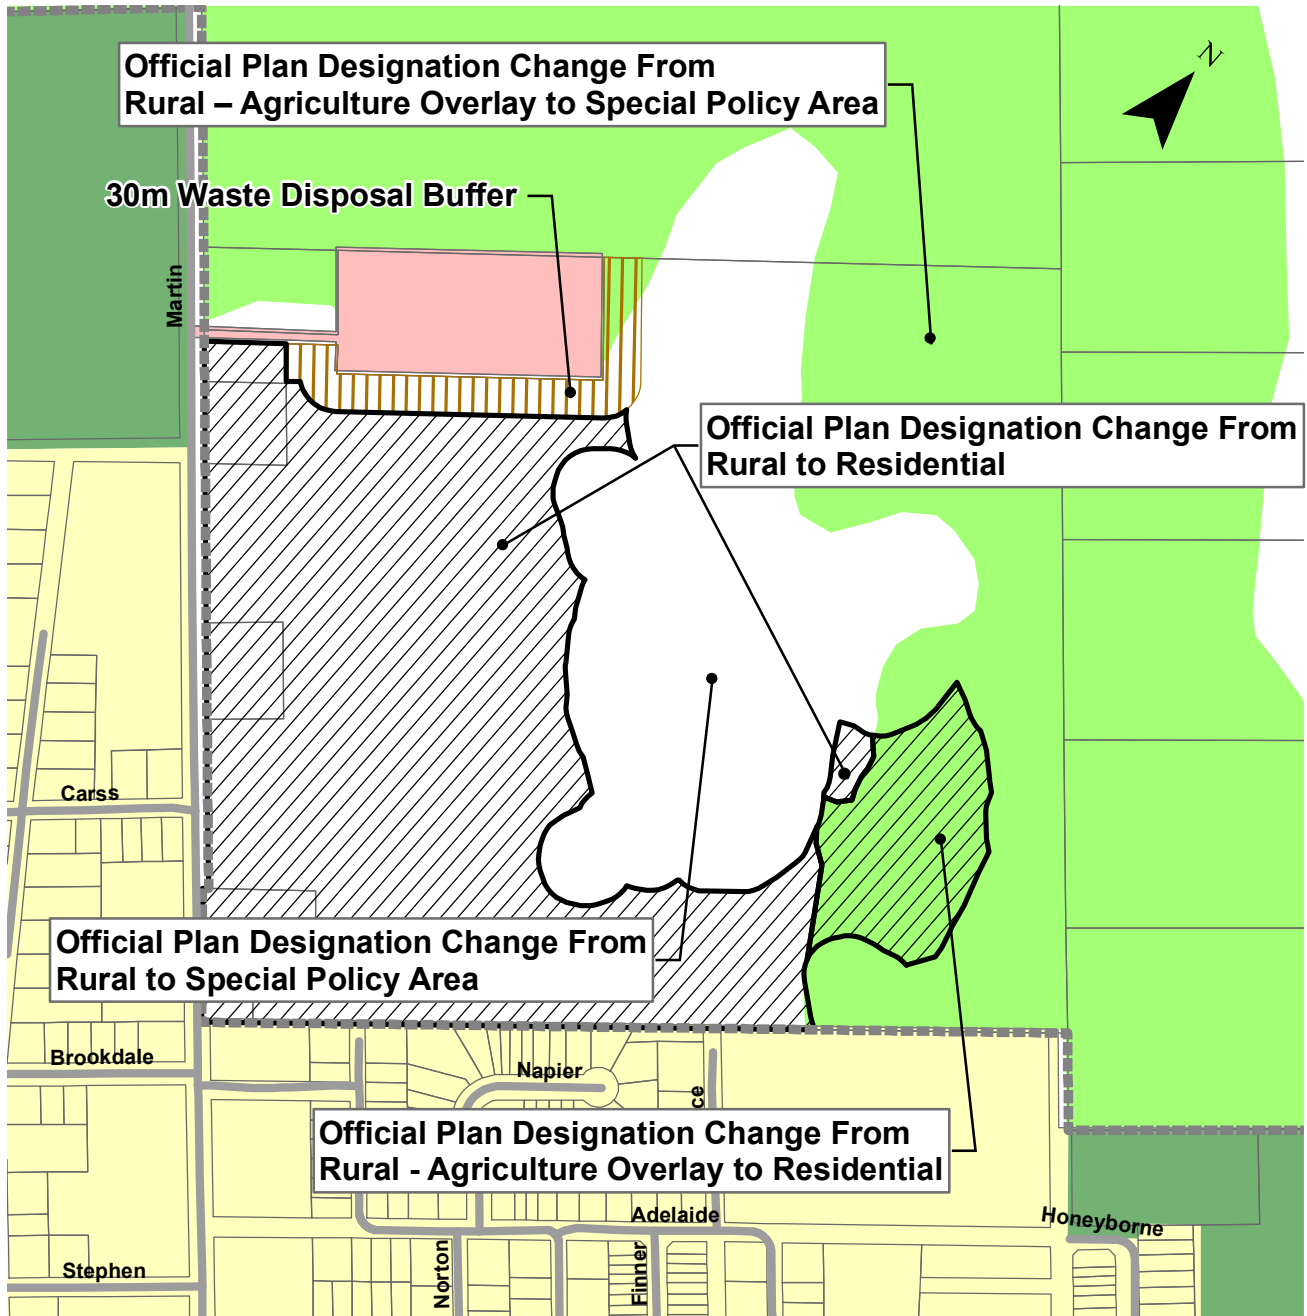 Official Plan Designation Change From
Rural – Agriculture Overlay to Special Policy Area
N
30m Waste Disposal Buffer
Martin
Official Plan Designation Change From
Rural to Residential
Carss
Official Plan Designation Change From
Rural to Special Policy Area
Brookdale
Napier
ce
Official Plan Designation Change From
Rural - Agriculture Overlay to Residential
Adelaide
Honeyborne
Stephen
Norton
Finner